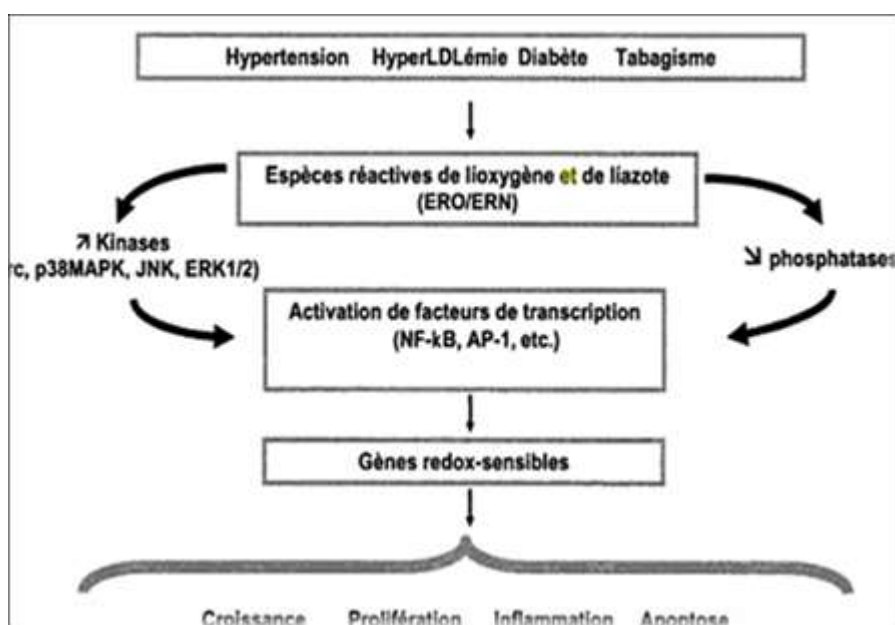 Hypertension HyperLDLémie Diabète Tabagisme
Espèces réactives de lioxygène et de liazote
(ERO/ERN)
↗ Kinases
rc, p38MAPK, JNK, ERK1/2)
↘ phosphatases
Activation de facteurs de transcription
(NF-kB, AP-1, etc.)
Gènes redox-sensibles
Croissance Prolifération Inflammation Apoptose